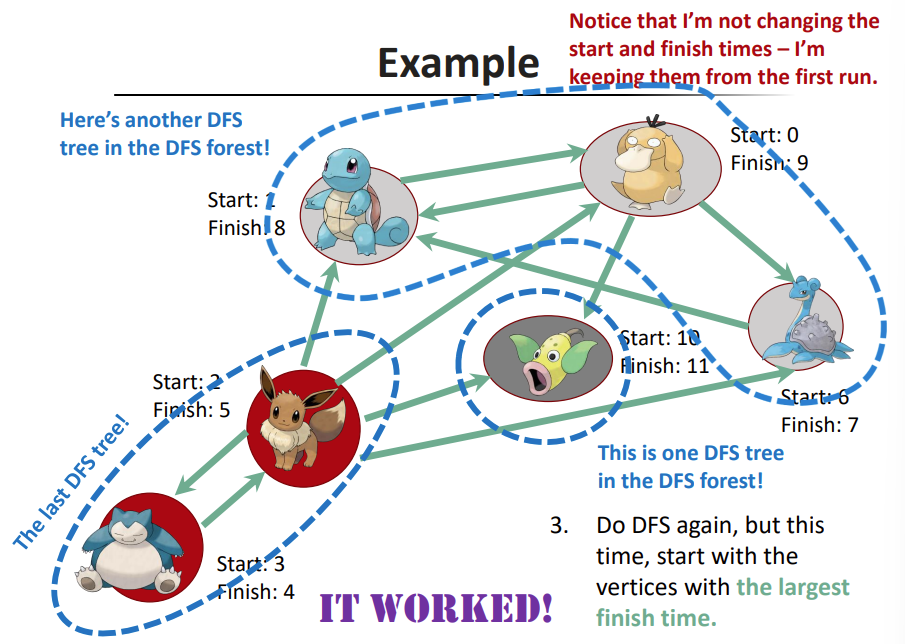 Notice that I’m not changing the
start and finish times – I’m
keeping them from the first run.
Example
Here’s another DFS
tree in the DFS forest!
Start: 0
Finish: 9
Start: 1
Finish: 8
Start: 10
Finish: 11
Start: 2
Finish: 5
Start: 6
Finish: 7
The last DFS tree!
This is one DFS tree
in the DFS forest!
3. Do DFS again, but this
time, start with the
vertices with the largest
finish time.
Start: 3
Finish: 4
IT WORKED!